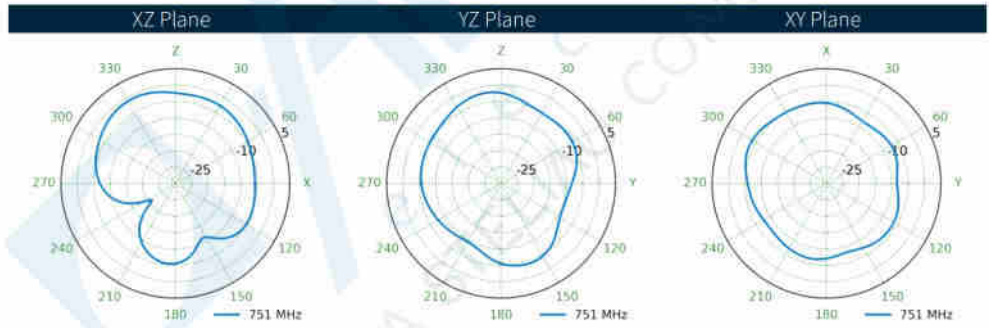 XZ Plane YZ Plane XY Plane
Z Z X
330 30 330 30 330 30
300 60 300 60 300 60
5 5 5
-10 -10 -10
-25 -25 -25
270 X 270 Y 270 Y
240 120 240 120 240 120
210 150 210 150 210 150
180 180 180
751 MHz 751 MHz 751 MHz